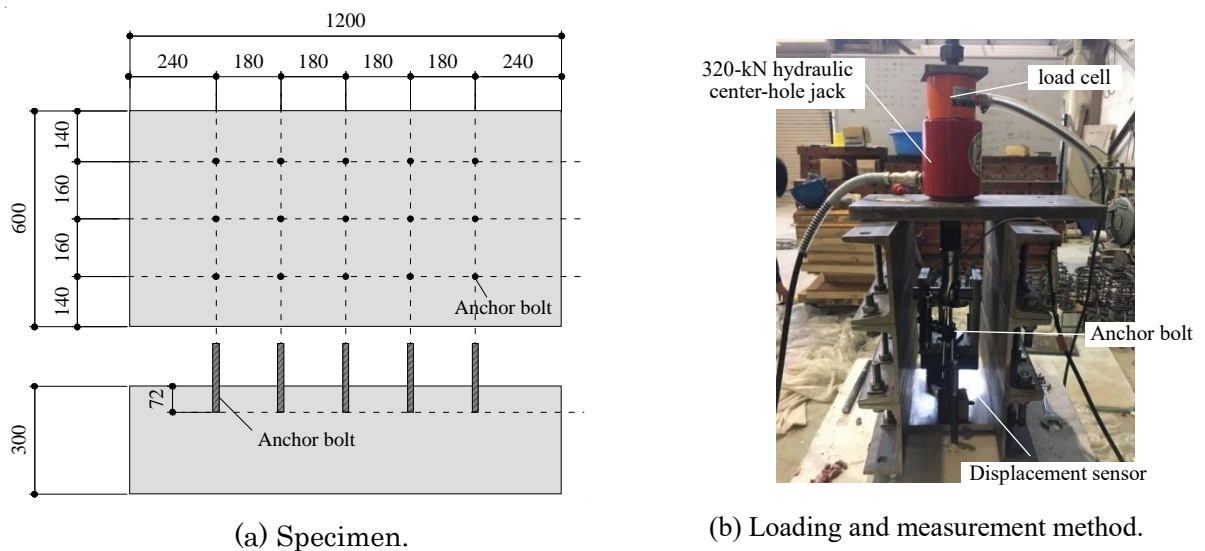 1200
240 180 180 180 180 240
600
140
160
160
140
Anchor bolt
72
300
Anchor bolt
(a) Specimen.
320-kN hydraulic
center-hole jack
load cell
Anchor bolt
Displacement sensor
(b) Loading and measurement method.